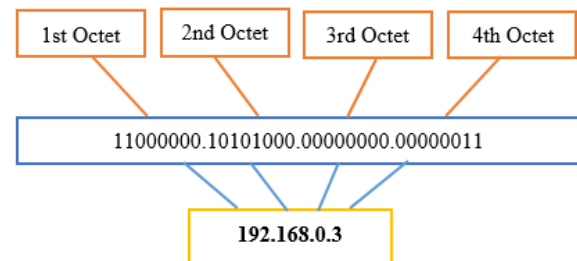 1st Octet
2nd Octet
3rd Octet
4th Octet
11000000.10101000.00000000.00000011
192.168.0.3